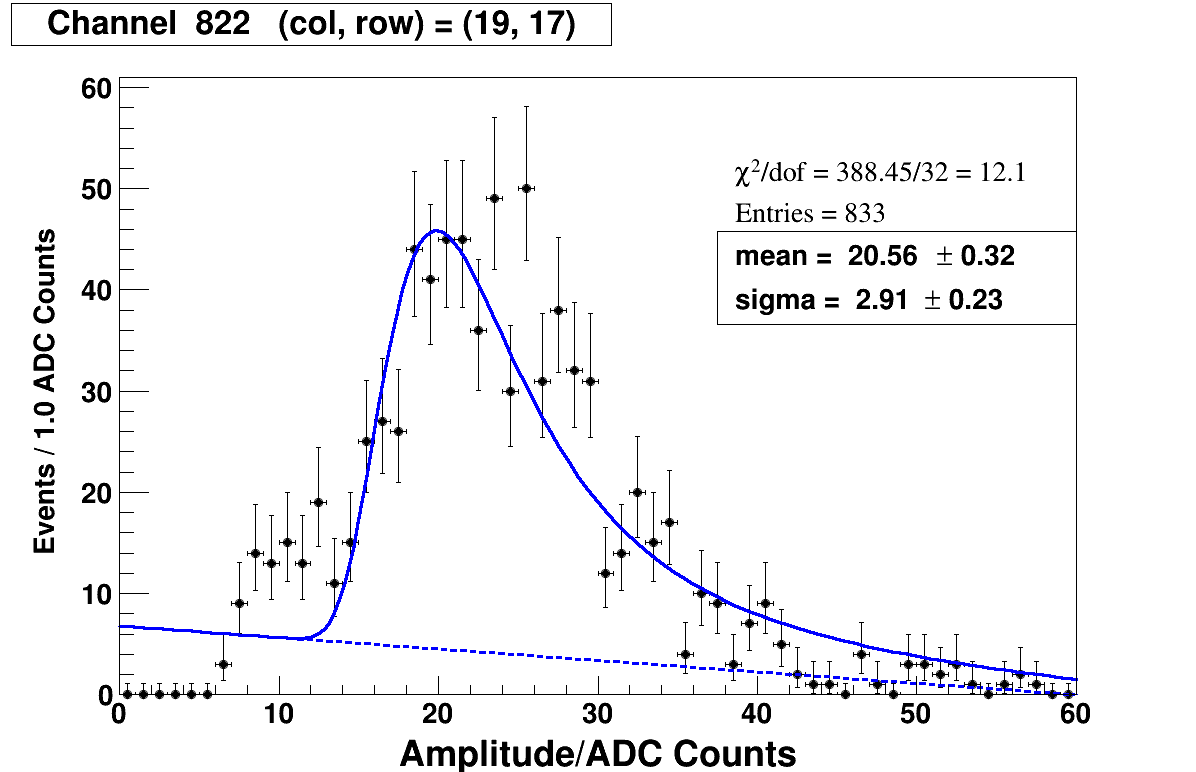 Channel 822 (col, row) = (19, 17)
χ²/dof = 388.45/32 = 12.1
Entries = 833
mean = 20.56 ± 0.32
sigma = 2.91 ± 0.23
Events / 1.0 ADC Counts
60
50
40
30
20
10
0
0 10 20 30 40 50 60
Amplitude/ADC Counts